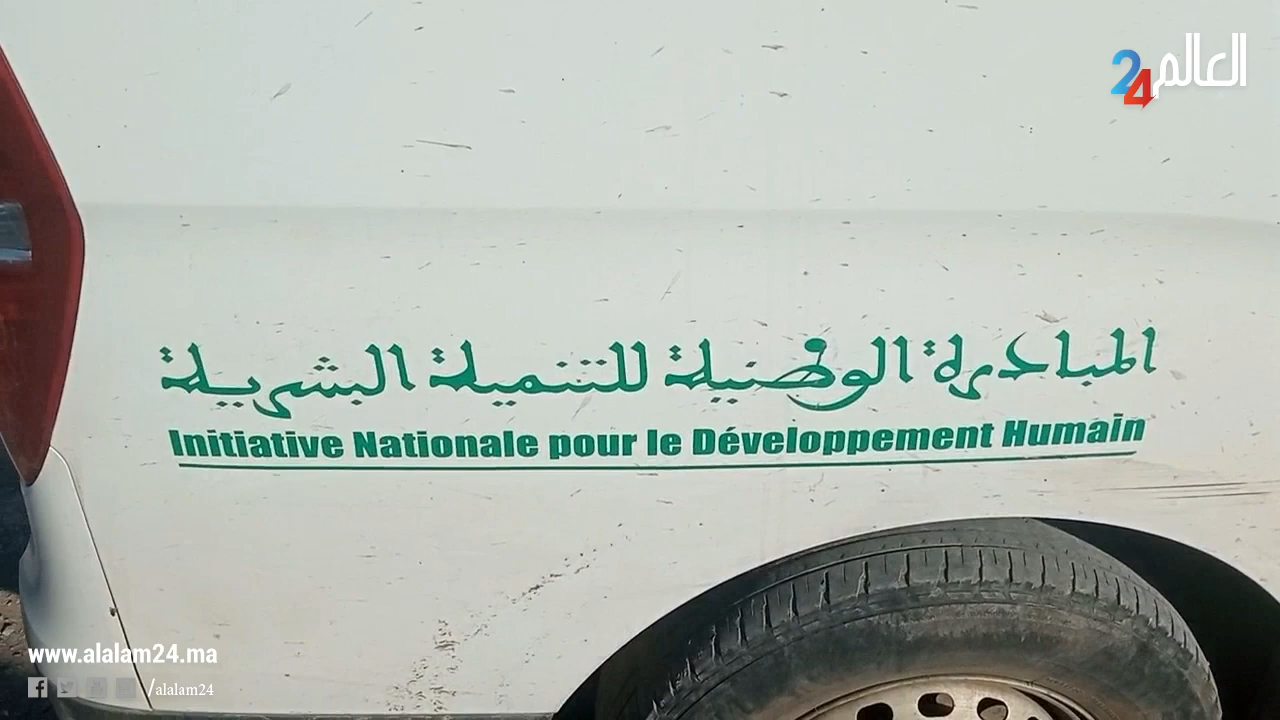 العالم 24
المبادرة الوطنية للتنمية البشرية
Initiative Nationale pour le Développement Humain
www.alalam24.ma
/alalam24